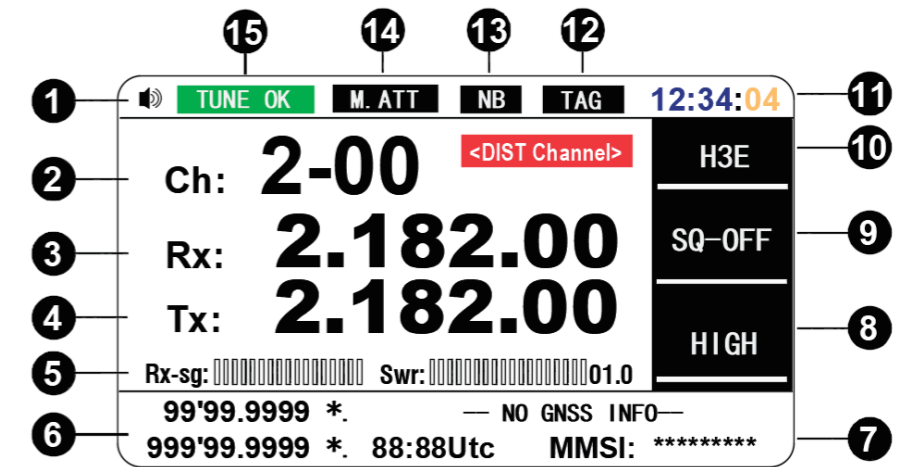 15 14 13 12
1 TUNE OK M.ATT NB TAG 12:34:04 11
2 Ch: 2-00 <DIST Channel> H3E 10
3 Rx: 2.182.00 SQ-OFF 9
4 Tx: 2.182.00 HIGH 8
5 Rx-sg: Swr: 01.0
6 99'99.9999 *. -- NO GNSS INFO--
999'99.9999 *. 88:88Utc MMSI: ********* 7